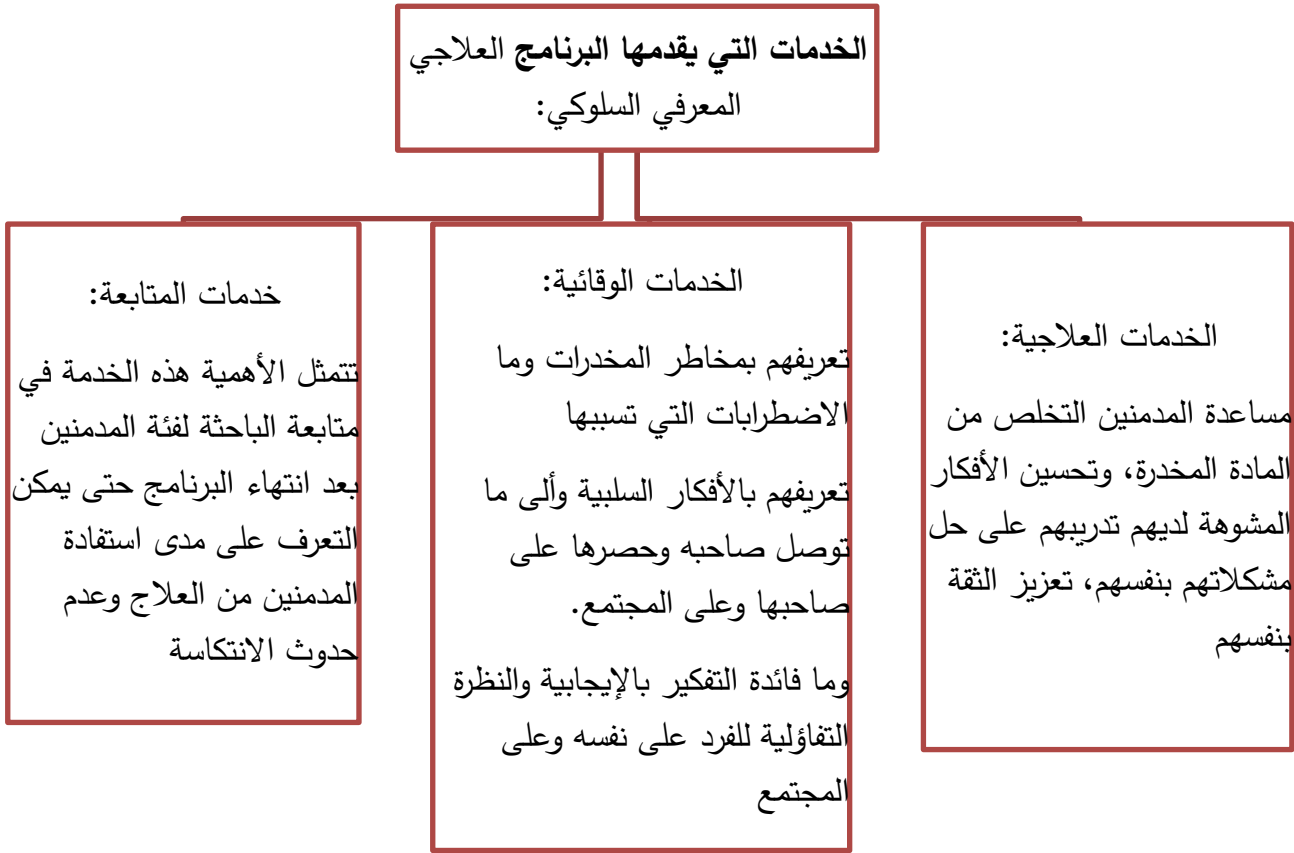 الخدمات التي يقدمها البرنامج العلاجي
المعرفي السلوكي:
الخدمات العلاجية:
مساعدة المدمنين التخلص من
المادة المخدرة، وتحسين الأفكار
المشوهة لديهم تدريبهم على حل
مشكلاتهم بنفسهم، تعزيز الثقة
بنفسهم
الخدمات الوقائية:
تعريفهم بمخاطر المخدرات وما
الاضطرابات التي تسببها
تعريفهم بالأفكار السلبية وألى ما
توصل صاحبه وحصرها على
صاحبها وعلى المجتمع.
وما فائدة التفكير بالإيجابية والنظرة
التفاؤلية للفرد على نفسه وعلى
المجتمع
خدمات المتابعة:
تتمثل الأهمية هذه الخدمة في
متابعة الباحثة لفئة المدمنين
بعد انتهاء البرنامج حتى يمكن
التعرف على مدى استفادة
المدمنين من العلاج وعدم
حدوث الانتكاسة